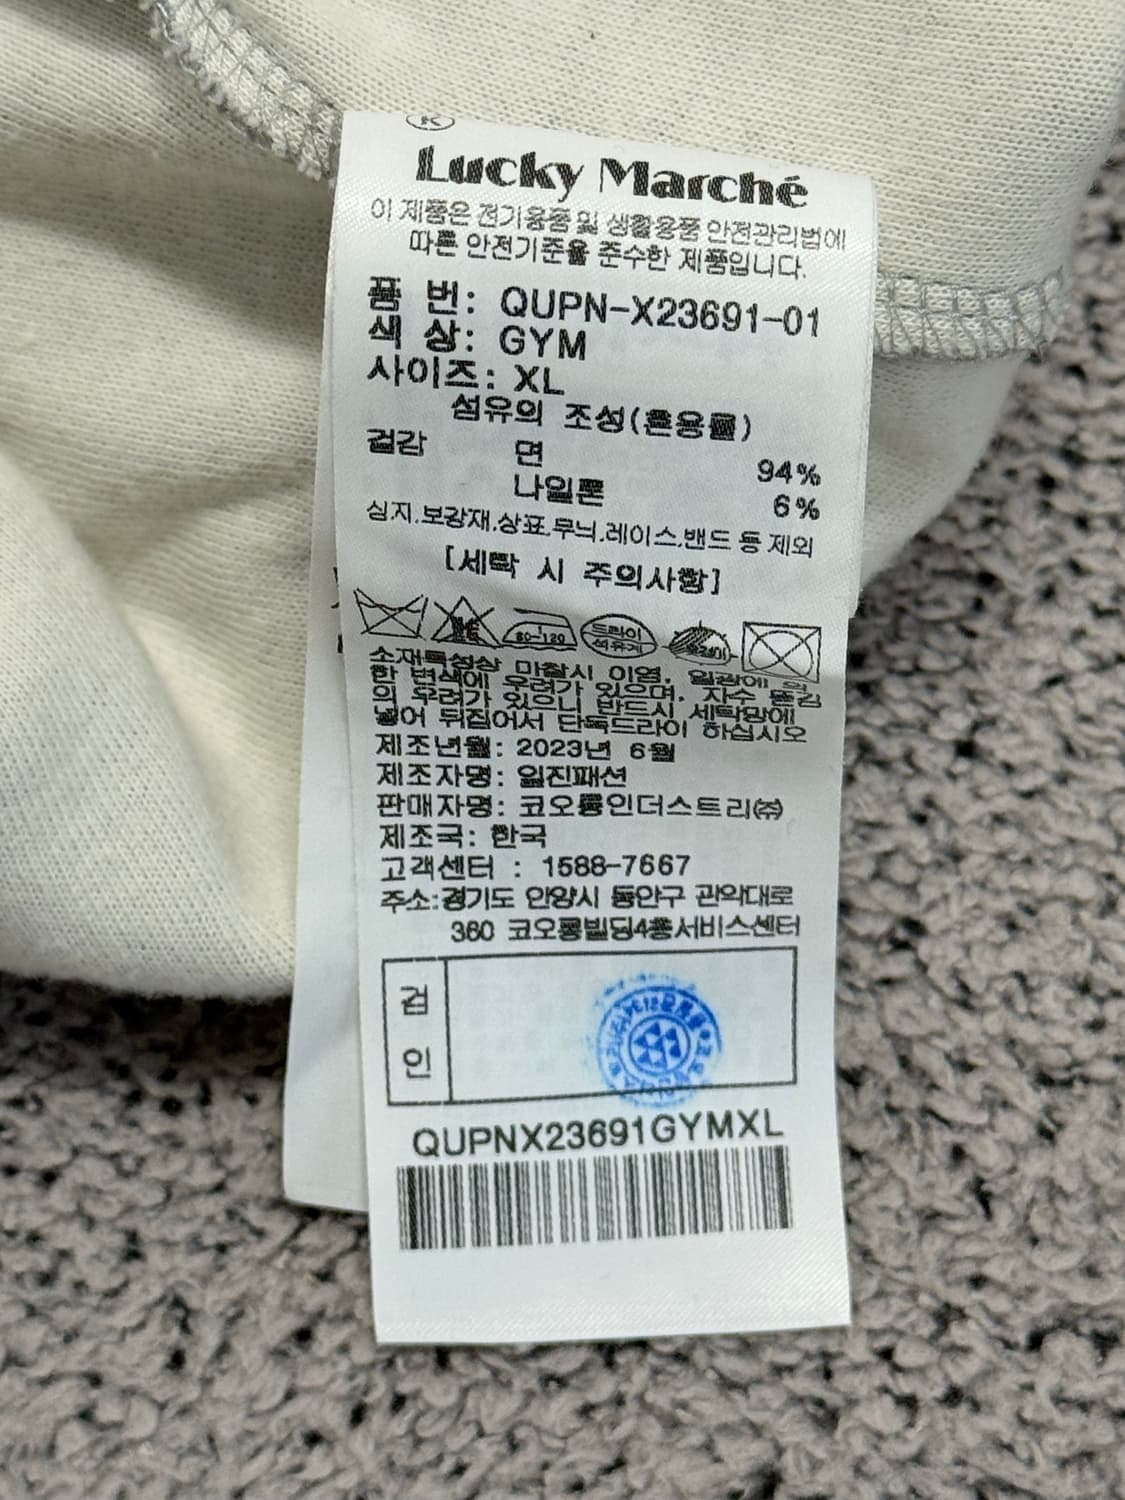 K
Lucky Marché
이 제품은 전기용품 및 생활용품 안전관리법에
따른 안전기준을 준수한 제품입니다.
품 번: QUPN-X23691-01
색 상: GYM
사이즈: XL
섬유의 조성(혼용률)
겉감 면 94%
나일론 6%
심지.보강재.상표.무늬.레이스.밴드 등 제외
[세탁 시 주의사항]
80~120 드라이 석유계 옷걸이
소재특성상 마찰시 이염, 일광에 의
한 변색에 우려가 있으며, 자수 뜯김
의 우려가 있으니 반드시 세탁망에
넣어 뒤집어서 단독드라이 하십시오
제조년월: 2023년 6월
제조자명: 일진패션
판매자명: 코오롱인더스트리㈜
제조국: 한국
고객센터 : 1588-7667
주소:경기도 안양시 동안구 관악대로
360 코오롱빌딩4층서비스센터
검
인
QUPNX23691GYMXL